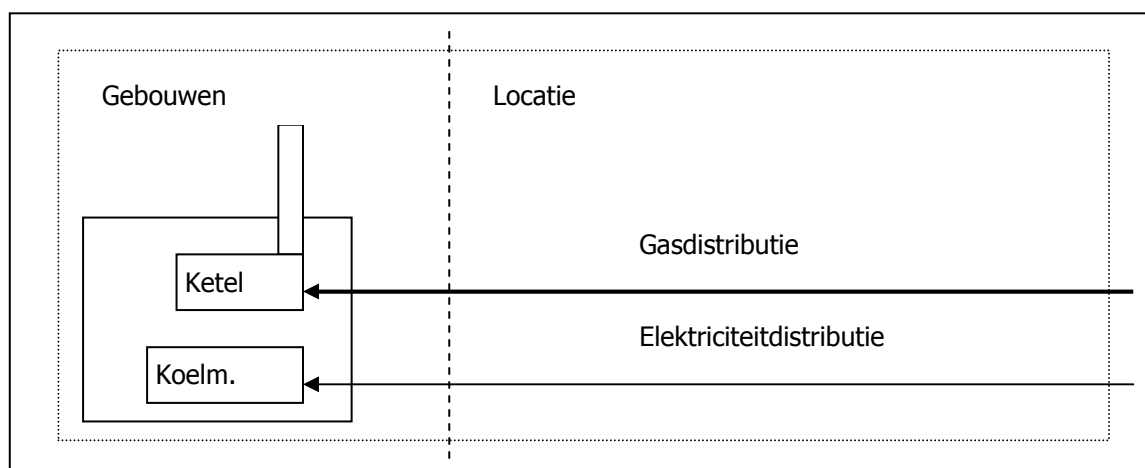 Gebouwen
Locatie
Gasdistributie
Ketel
Elektriciteitdistributie
Koelm.